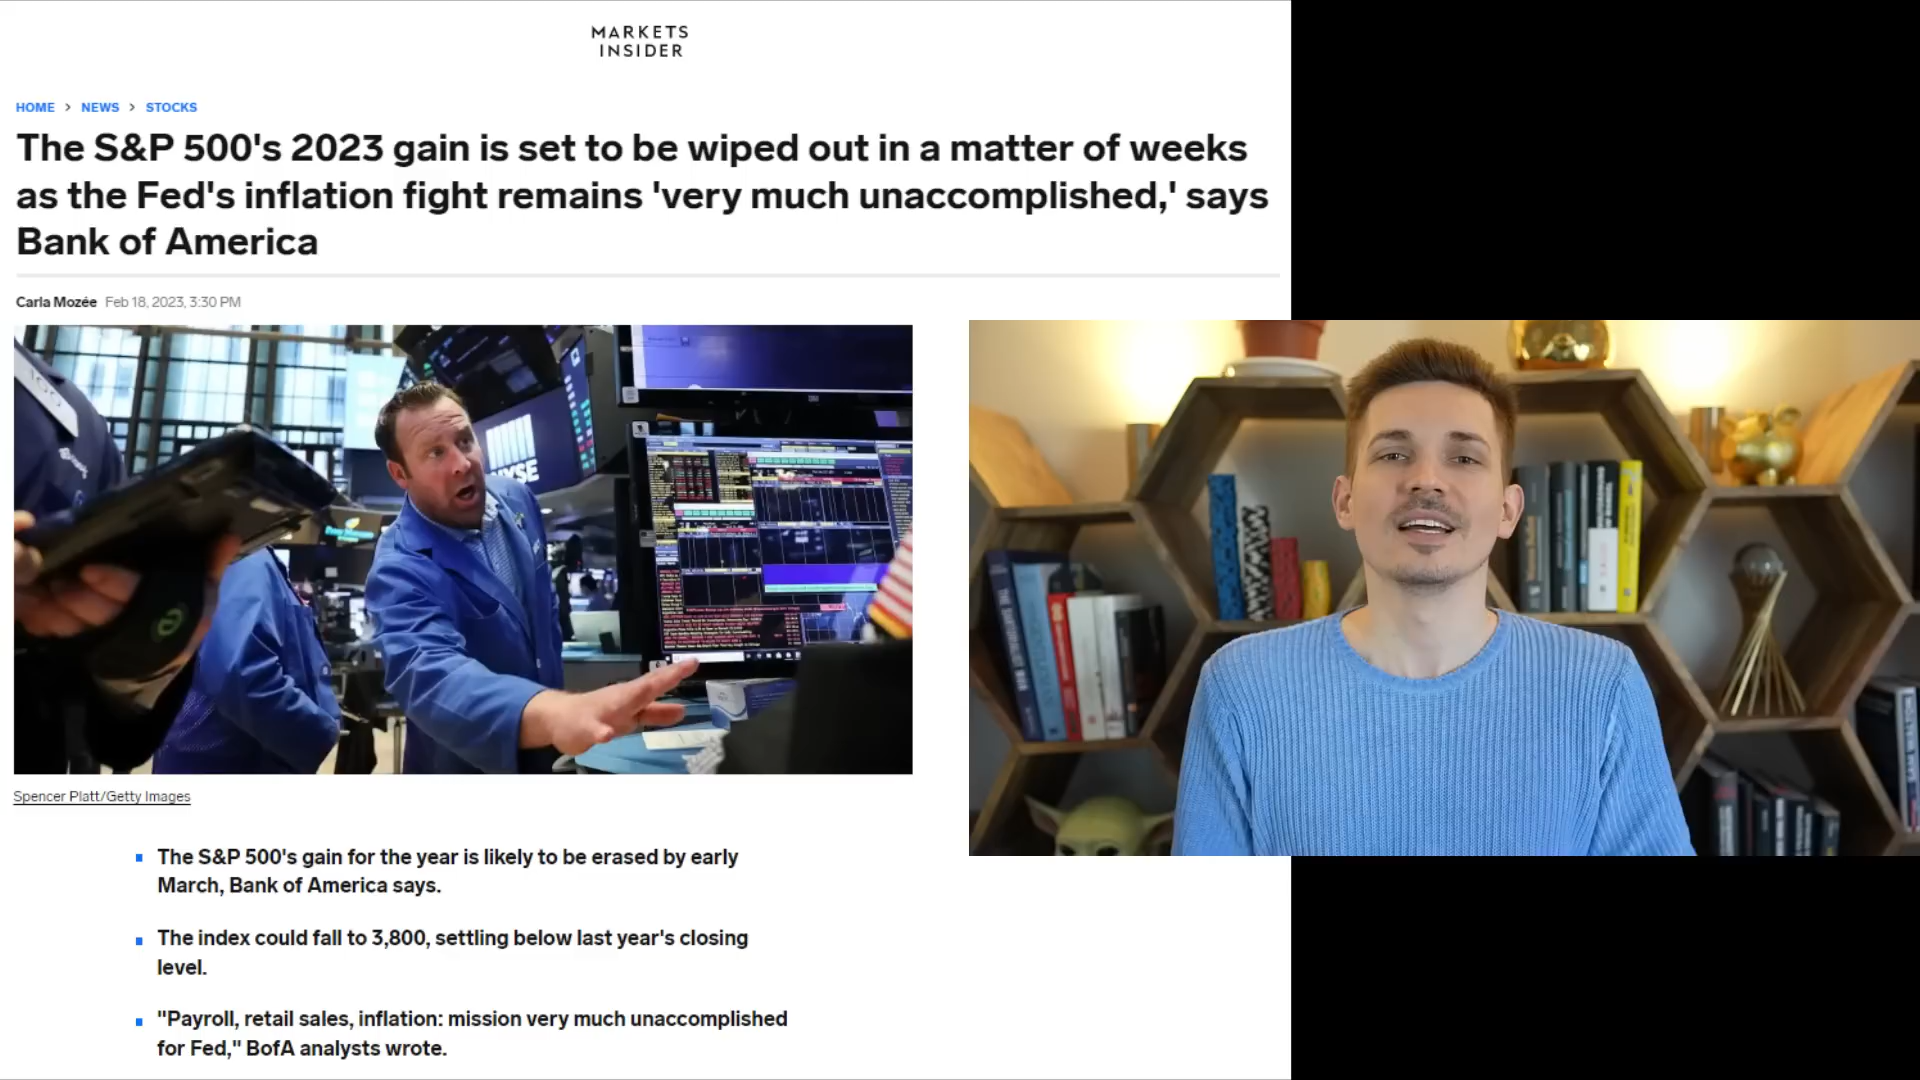 MARKETS
INSIDER
HOME > NEWS > STOCKS
The S&P 500's 2023 gain is set to be wiped out in a matter of weeks
as the Fed's inflation fight remains 'very much unaccomplished,' says
Bank of America
Carla Mozée Feb 18, 2023, 3:30 PM
NYSE
Spencer Platt/Getty Images
▪ The S&P 500's gain for the year is likely to be erased by early
March, Bank of America says.
▪ The index could fall to 3,800, settling below last year's closing
level.
▪ "Payroll, retail sales, inflation: mission very much unaccomplished
for Fed," BofA analysts wrote.